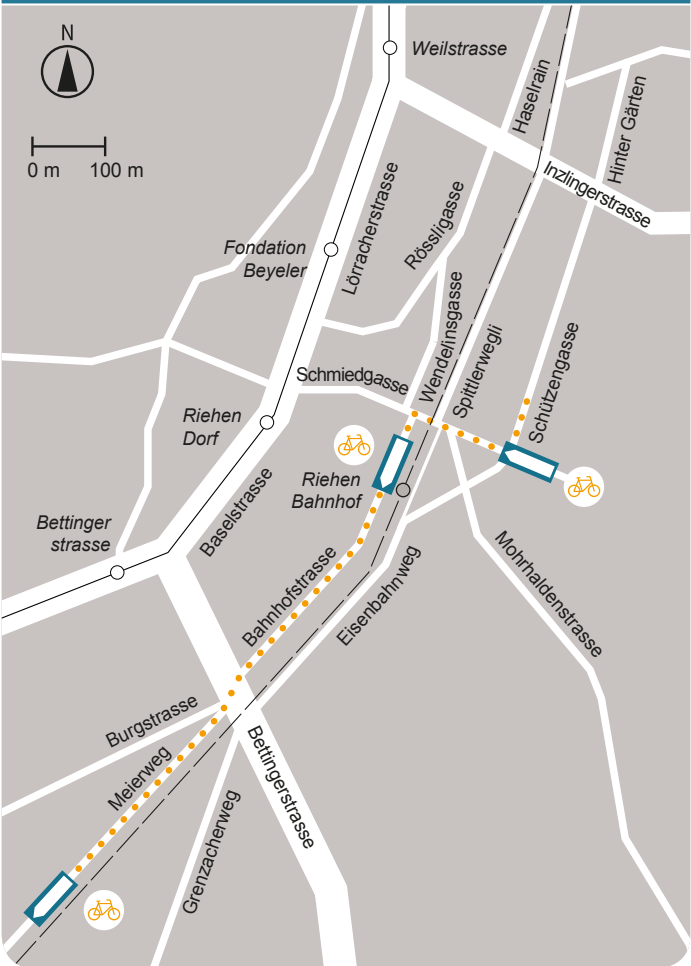 N
0 m 100 m
Weilstrasse
Haselrain
Hinter Gärten
Inzlingerstrasse
Lörracherstrasse
Rössligasse
Fondation
Beyeler
Wendelinsgasse
Spittlerwegli
Schützengasse
Schmiedgasse
Riehen
Dorf
Riehen
Bahnhof
Baselstrasse
Bettinger
strasse
Bahnhofstrasse
Eisenbahnweg
Mohrhaldenstrasse
Burgstrasse
Meierweg
Bettingerstrasse
Grenzacherweg